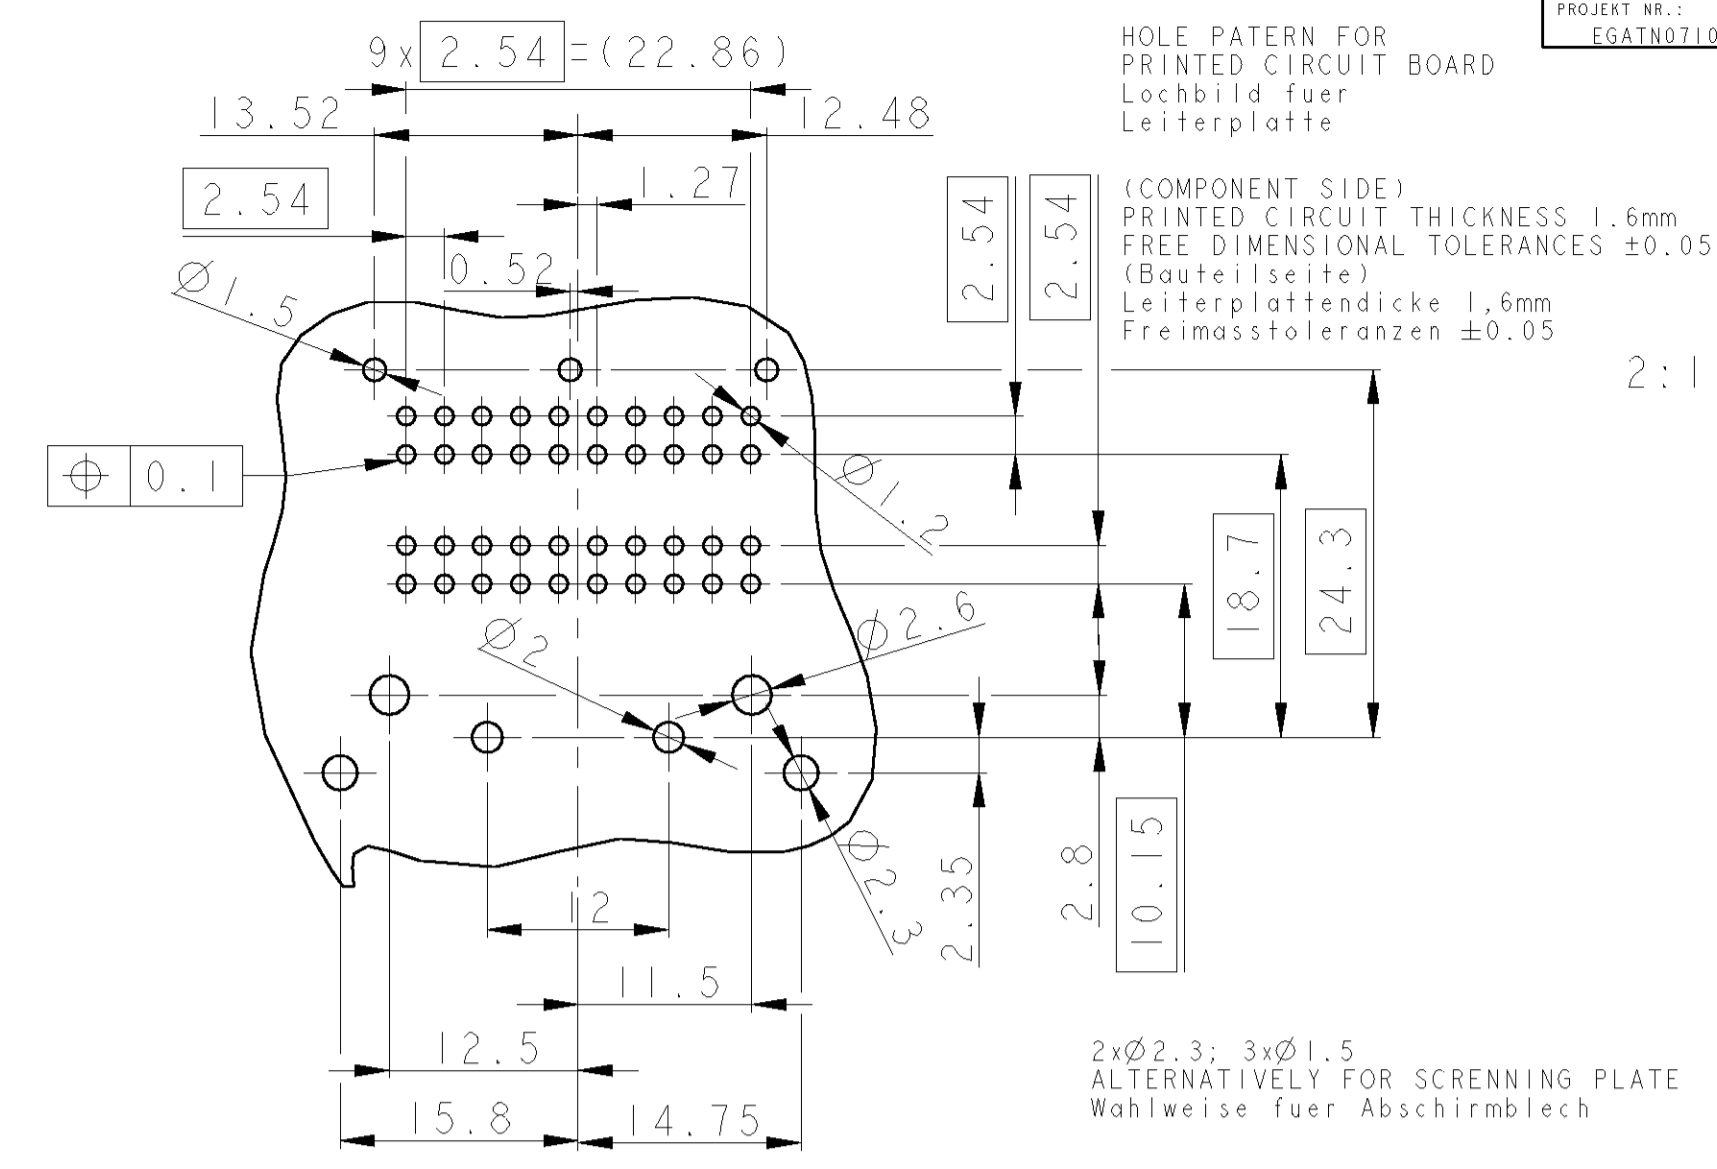 PROJEKT NR.:
EGATN0710
9x 2.54 =(22.86)
13.52
12.48
2.54
1.27
0.52
Ø1.5
HOLE PATERN FOR
PRINTED CIRCUIT BOARD
Lochbild fuer
Leiterplatte
(COMPONENT SIDE)
PRINTED CIRCUIT THICKNESS 1.6mm
FREE DIMENSIONAL TOLERANCES ±0.05
(Bauteilseite)
Leiterplattendicke 1,6mm
Freimasstoleranzen ±0.05
2:1
2.54
2.54
⌖ 0.1
Ø1.2
18.7
24.3
Ø2
Ø2.6
Ø2.3
2.35
2.8
10.15
12
11.5
12.5
15.8
14.75
2xØ2.3; 3xØ1.5
ALTERNATIVELY FOR SCRENNING PLATE
Wahlweise fuer Abschirmblech